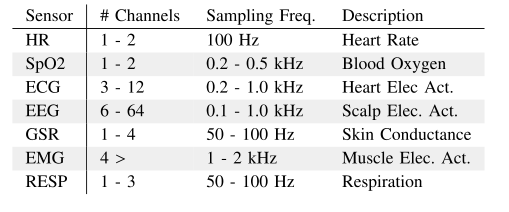 Sensor # Channels Sampling Freq. Description
HR 1 - 2 100 Hz Heart Rate
SpO2 1 - 2 0.2 - 0.5 kHz Blood Oxygen
ECG 3 - 12 0.2 - 1.0 kHz Heart Elec Act.
EEG 6 - 64 0.1 - 1.0 kHz Scalp Elec. Act.
GSR 1 - 4 50 - 100 Hz Skin Conductance
EMG 4 > 1 - 2 kHz Muscle Elec. Act.
RESP 1 - 3 50 - 100 Hz Respiration